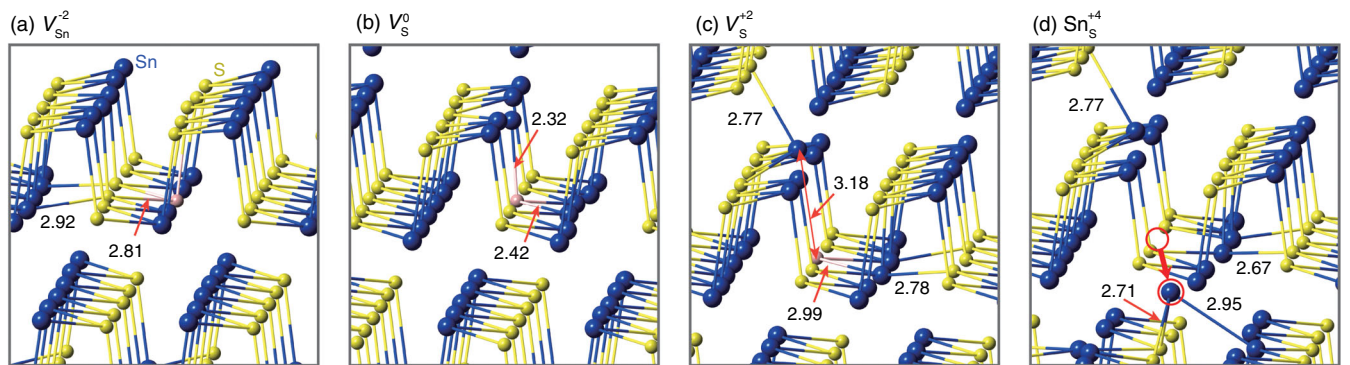 (a) V_Sn^-2
Sn
S
2.92
2.81
(b) V_S^0
2.32
2.42
(c) V_S^+2
2.77
3.18
2.78
2.99
(d) Sn_S^+4
2.77
2.67
2.71
2.95